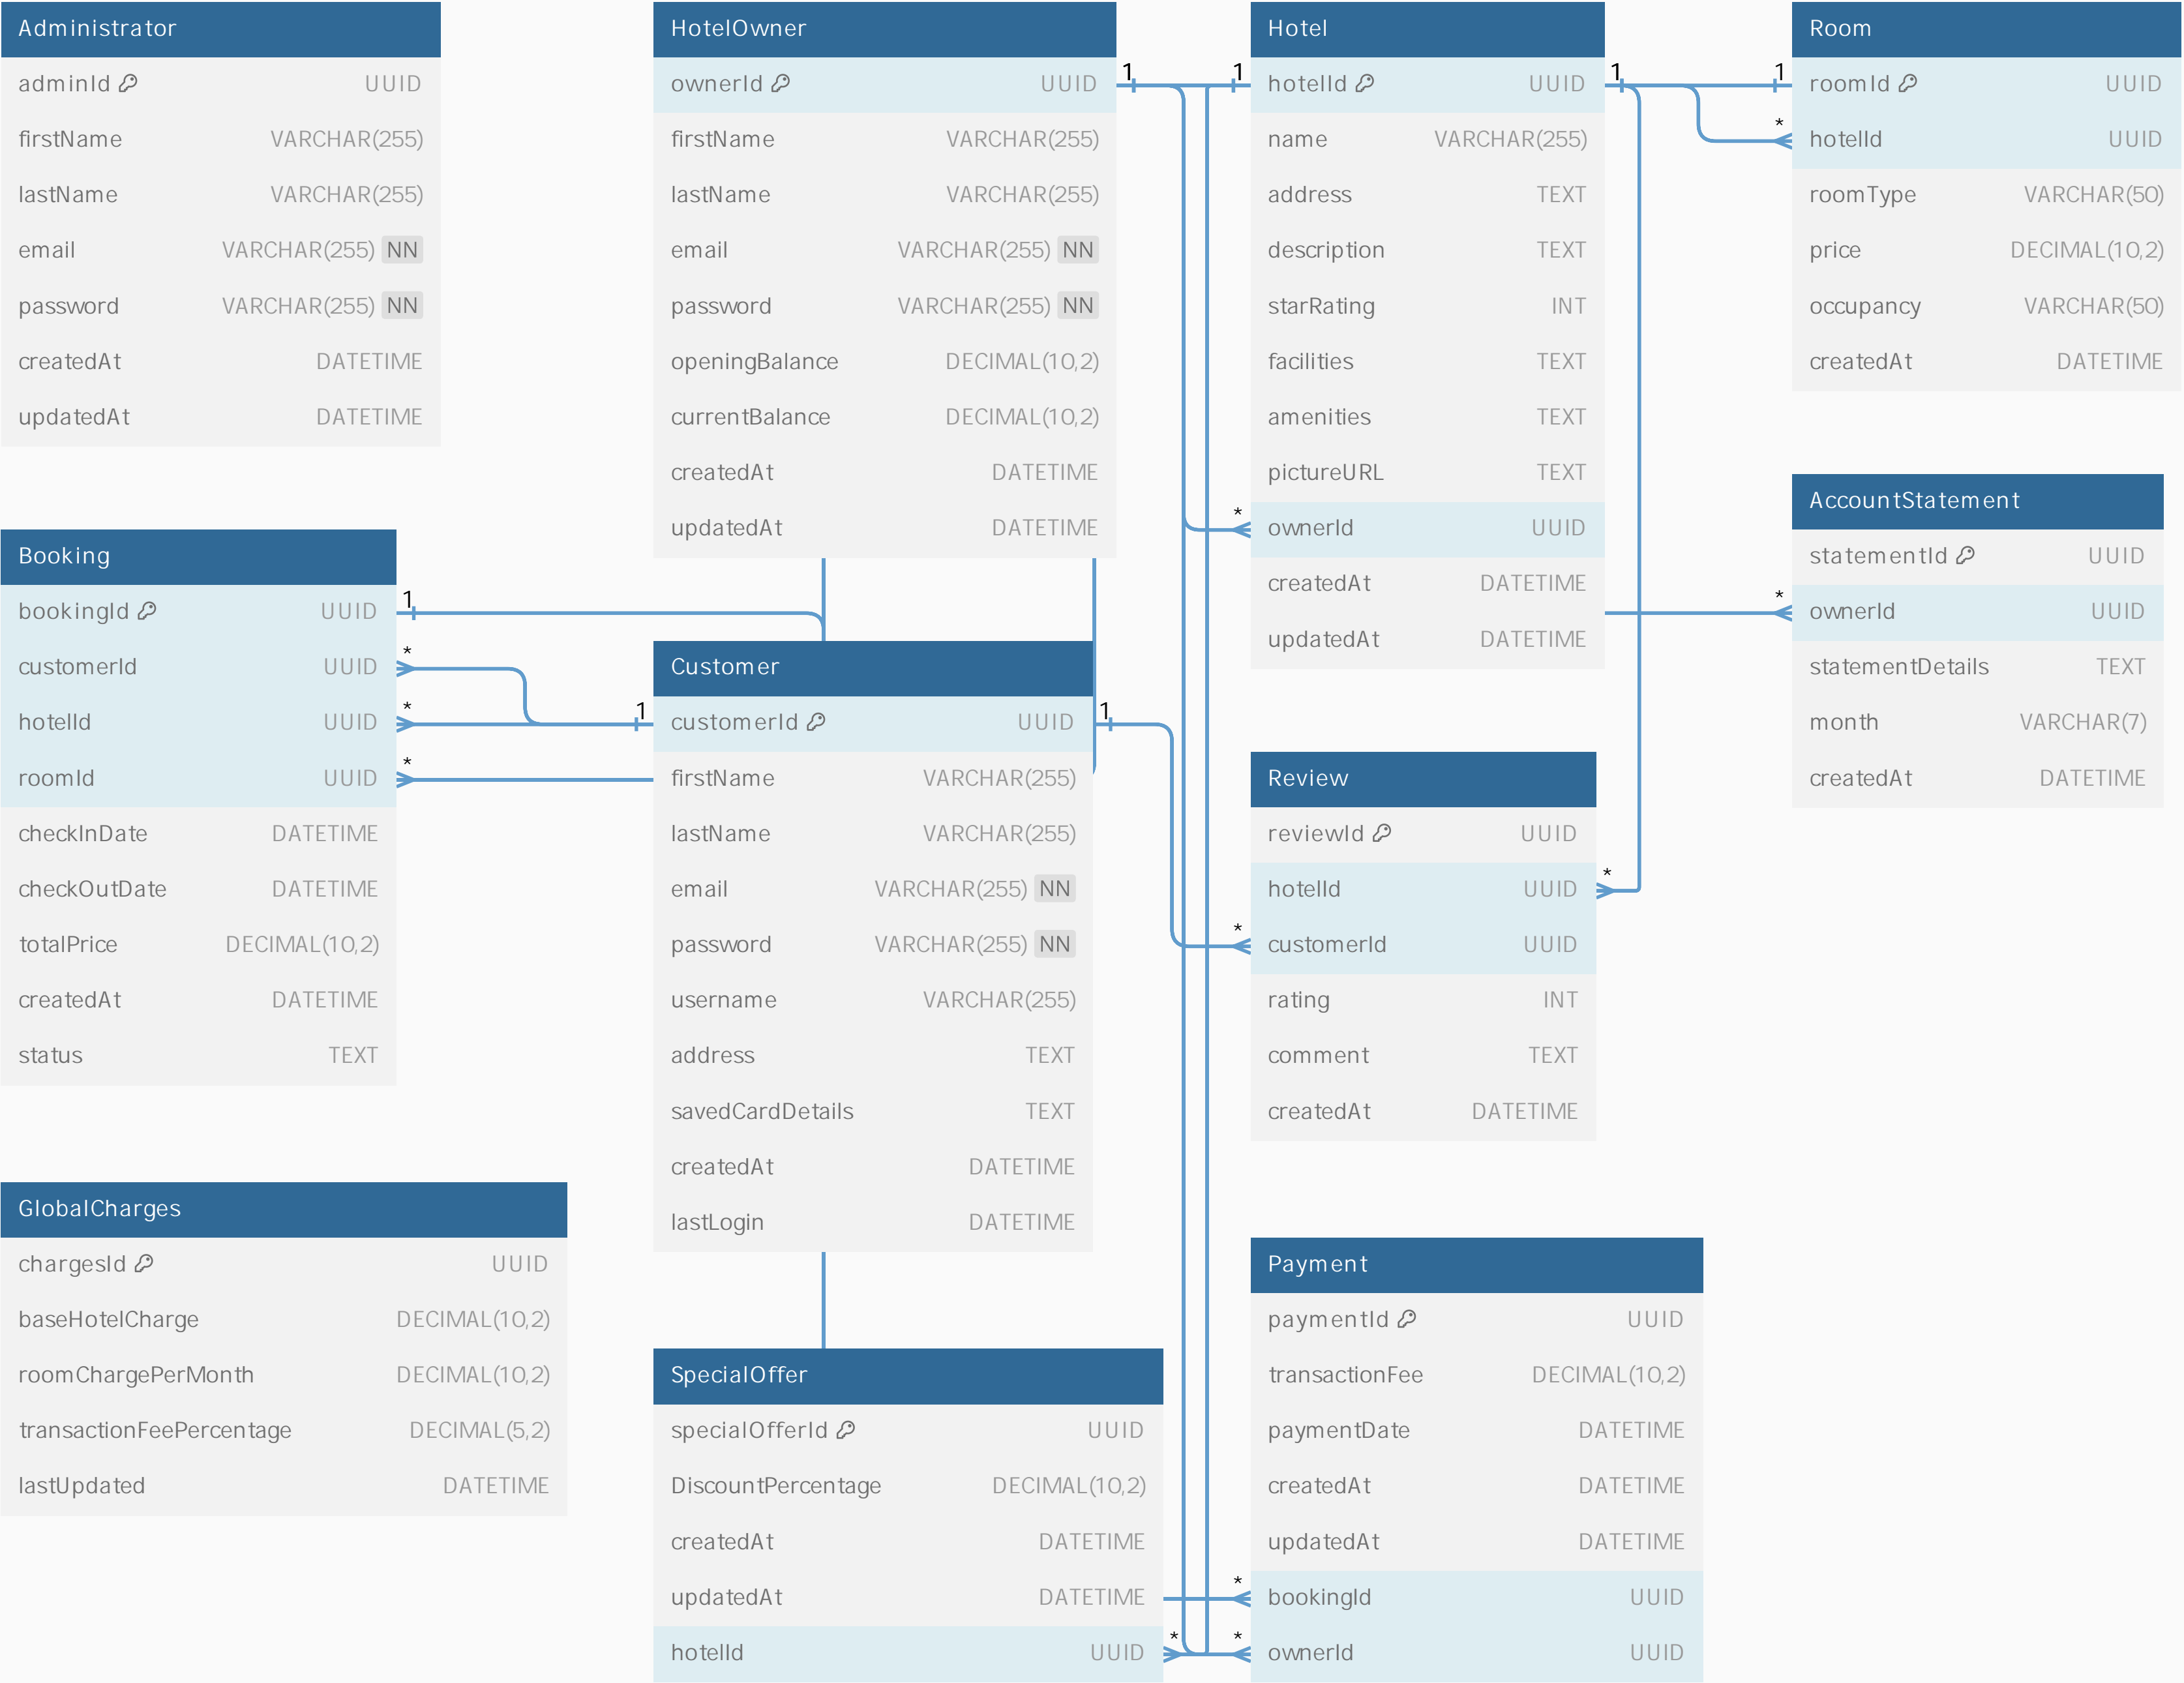 Administrator
adminId UUID
firstName VARCHAR(255)
lastName VARCHAR(255)
email VARCHAR(255) NN
password VARCHAR(255) NN
createdAt DATETIME
updatedAt DATETIME
HotelOwner
ownerId UUID
firstName VARCHAR(255)
lastName VARCHAR(255)
email VARCHAR(255) NN
password VARCHAR(255) NN
openingBalance DECIMAL(10,2)
currentBalance DECIMAL(10,2)
createdAt DATETIME
updatedAt DATETIME
1
1
Hotel
hotelId UUID
name VARCHAR(255)
address TEXT
description TEXT
starRating INT
facilities TEXT
amenities TEXT
pictureURL TEXT
* ownerId UUID
createdAt DATETIME
updatedAt DATETIME
1
1
Room
roomId UUID
* hotelId UUID
roomType VARCHAR(50)
price DECIMAL(10,2)
occupancy VARCHAR(50)
createdAt DATETIME
AccountStatement
statementId UUID
* ownerId UUID
statementDetails TEXT
month VARCHAR(7)
createdAt DATETIME
Booking
bookingId UUID 1
customerId UUID *
hotelId UUID *
roomId UUID *
checkInDate DATETIME
checkOutDate DATETIME
totalPrice DECIMAL(10,2)
createdAt DATETIME
status TEXT
Customer
1 customerId UUID 1
firstName VARCHAR(255)
lastName VARCHAR(255)
email VARCHAR(255) NN
password VARCHAR(255) NN
username VARCHAR(255)
address TEXT
savedCardDetails TEXT
createdAt DATETIME
lastLogin DATETIME
Review
reviewId UUID
hotelId UUID *
* customerId UUID
rating INT
comment TEXT
createdAt DATETIME
GlobalCharges
chargesId UUID
baseHotelCharge DECIMAL(10,2)
roomChargePerMonth DECIMAL(10,2)
transactionFeePercentage DECIMAL(5,2)
lastUpdated DATETIME
SpecialOffer
specialOfferId UUID
DiscountPercentage DECIMAL(10,2)
createdAt DATETIME
updatedAt DATETIME
hotelId UUID *
Payment
paymentId UUID
transactionFee DECIMAL(10,2)
paymentDate DATETIME
createdAt DATETIME
updatedAt DATETIME
* bookingId UUID
* ownerId UUID